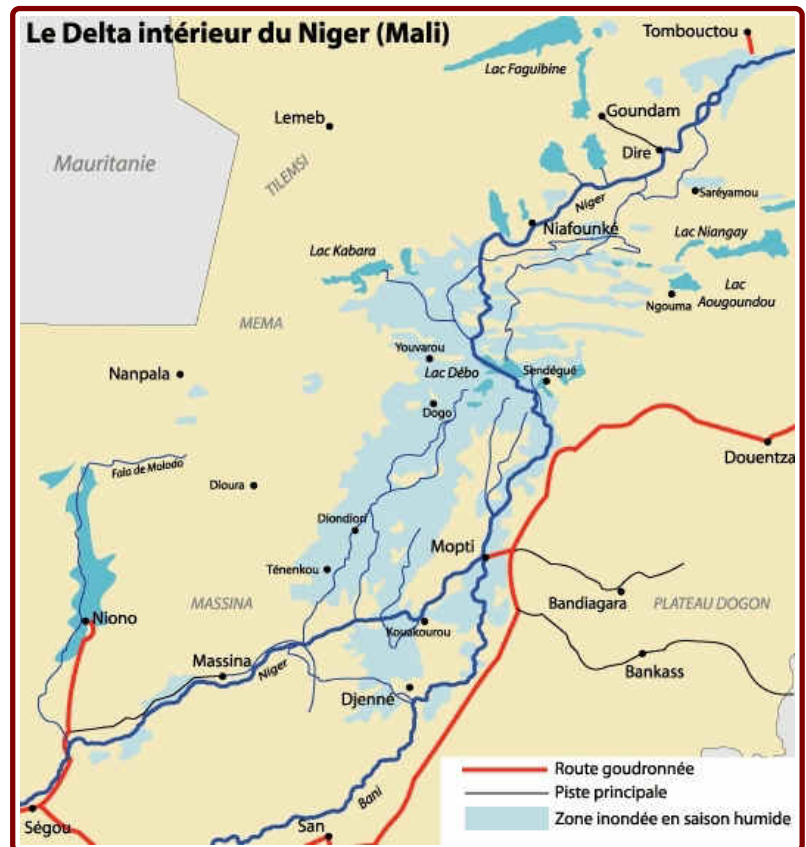 Le Delta intérieur du Niger (Mali)
Tombouctou
Lac Faguibine
Goundam
Lemeb
Dire
Mauritanie
TILEMSI
Saréyamou
Niger
Niafounké
Lac Niangay
Lac Kabara
Lac
Aougoundou
Ngouma
MEMA
Youvarou
Nanpala
Lac Débo
Sendégué
Dogo
Douentza
Fala de Molodo
Dioura
Diondiori
Mopti
Ténenkou
Bandiagara
MASSINA
PLATEAU DOGON
Niono
Kouakourou
Massina
Niger
Bankass
Djenné
Route goudronnée
Piste principale
Bani
Zone inondée en saison humide
Ségou
San